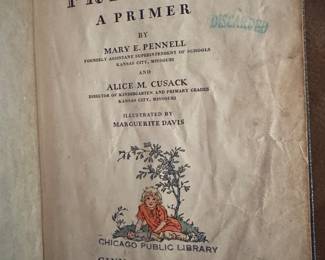 A PRIMER
DISCARDED
BY
MARY E. PENNELL
FORMERLY ASSISTANT SUPERINTENDENT OF SCHOOLS
KANSAS CITY, MISSOURI
AND
ALICE M. CUSACK
DIRECTOR OF KINDERGARTEN AND PRIMARY GRADES
KANSAS CITY, MISSOURI
ILLUSTRATED BY
MARGUERITE DAVIS
CHICAGO PUBLIC LIBRARY